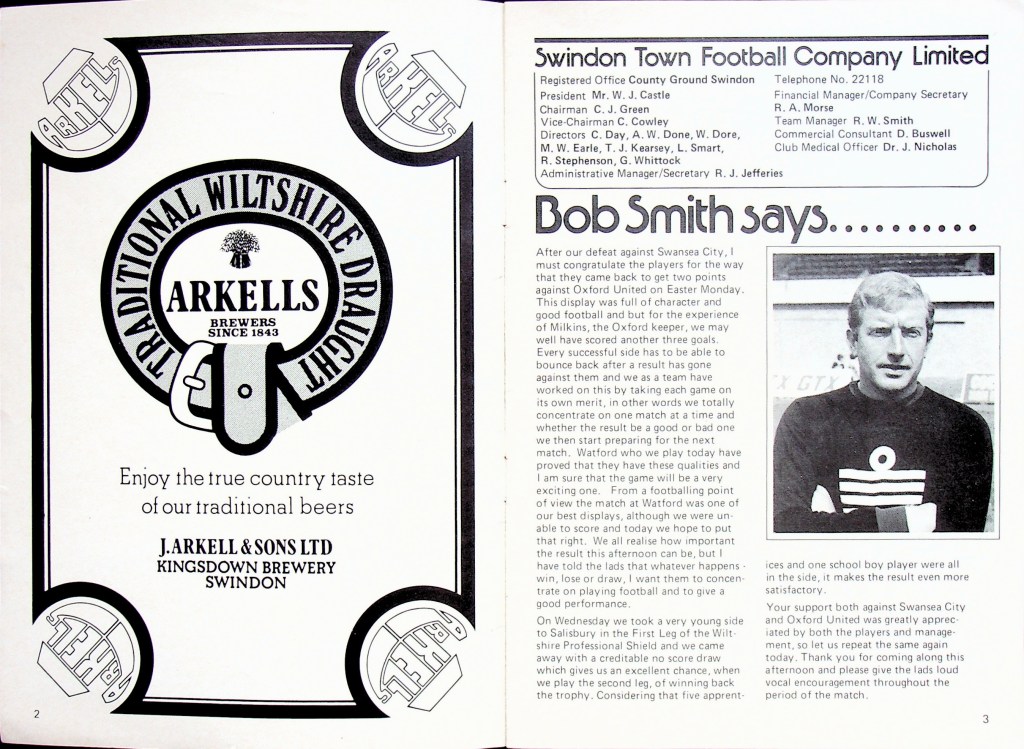 ARKELLS
ARKELLS
TRADITIONAL WILTSHIRE DRAUGHT
ARKELLS
BREWERS
SINCE 1843
Enjoy the true country taste
of our traditional beers
J. ARKELL & SONS LTD
KINGSDOWN BREWERY
SWINDON
ARKELLS
ARKELLS
2
Swindon Town Football Company Limited
Registered Office County Ground Swindon
President Mr. W. J. Castle
Chairman C. J. Green
Vice-Chairman C. Cowley
Directors C. Day, A. W. Done, W. Dore,
M. W. Earle, T. J. Kearsey, L. Smart,
R. Stephenson, G. Whittock
Administrative Manager/Secretary R. J. Jefferies
Telephone No. 22118
Financial Manager/Company Secretary
R. A. Morse
Team Manager R. W. Smith
Commercial Consultant D. Buswell
Club Medical Officer Dr. J. Nicholas
Bob Smith says..........
After our defeat against Swansea City, I
must congratulate the players for the way
that they came back to get two points
against Oxford United on Easter Monday.
This display was full of character and
good football and but for the experience
of Milkins, the Oxford keeper, we may
well have scored another three goals.
Every successful side has to be able to
bounce back after a result has gone
against them and we as a team have
worked on this by taking each game on
its own merit, in other words we totally
concentrate on one match at a time and
whether the result be a good or bad one
we then start preparing for the next
match. Watford who we play today have
proved that they have these qualities and
I am sure that the game will be a very
exciting one. From a footballing point
of view the match at Watford was one of
our best displays, although we were un-
able to score and today we hope to put
that right. We all realise how important
the result this afternoon can be, but I
have told the lads that whatever happens -
win, lose or draw, I want them to concen-
trate on playing football and to give a
good performance.
On Wednesday we took a very young side
to Salisbury in the First Leg of the Wilt-
shire Professional Shield and we came
away with a creditable no score draw
which gives us an excellent chance, when
we play the second leg, of winning back
the trophy. Considering that five apprent-
GTX
ices and one school boy player were all
in the side, it makes the result even more
satisfactory.
Your support both against Swansea City
and Oxford United was greatly apprec-
iated by both the players and manage-
ment, so let us repeat the same again
today. Thank you for coming along this
afternoon and please give the lads loud
vocal encouragement throughout the
period of the match.
3